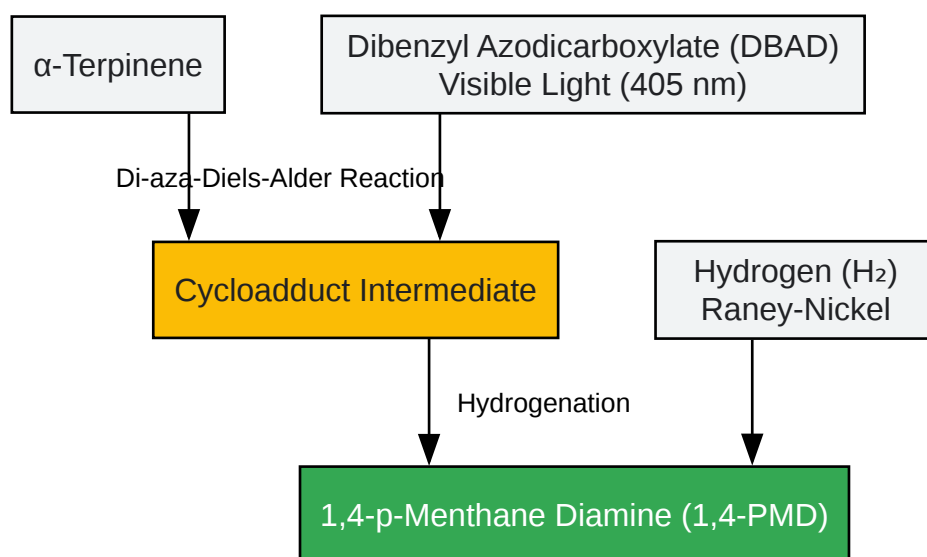 α-Terpinene
Dibenzyl Azodicarboxylate (DBAD)
Visible Light (405 nm)
Di-aza-Diels-Alder Reaction
Cycloadduct Intermediate
Hydrogen (H₂)
Raney-Nickel
Hydrogenation
1,4-p-Menthane Diamine (1,4-PMD)